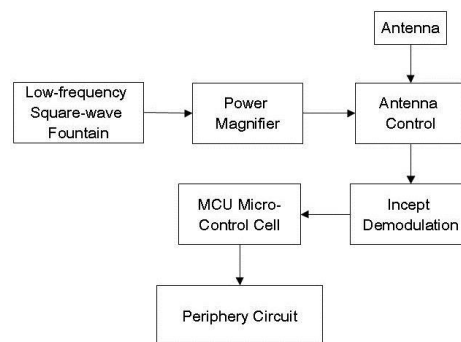 Antenna
Low-frequency
Square-wave
Fountain
Power
Magnifier
Antenna
Control
MCU Micro-
Control Cell
Incept
Demodulation
Periphery Circuit